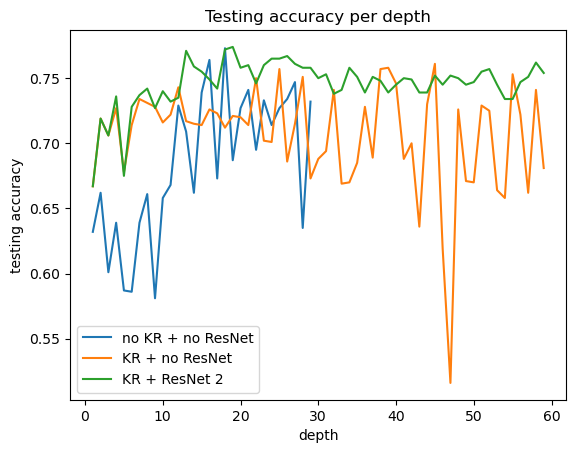 Testing accuracy per depth
testing accuracy
0.75
0.70
0.65
0.60
0.55
no KR + no ResNet
KR + no ResNet
KR + ResNet 2
0 10 20 30 40 50 60
depth